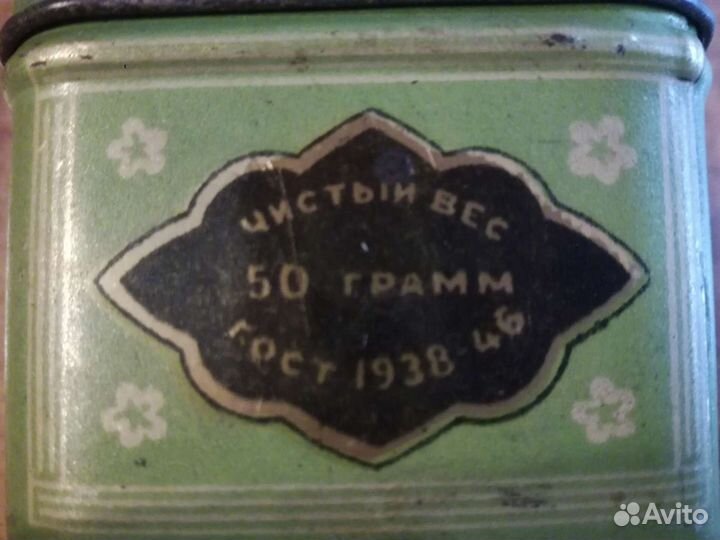 ЧИСТЫЙ ВЕС
50 ГРАММ
ГОСТ 1938-46
Avito